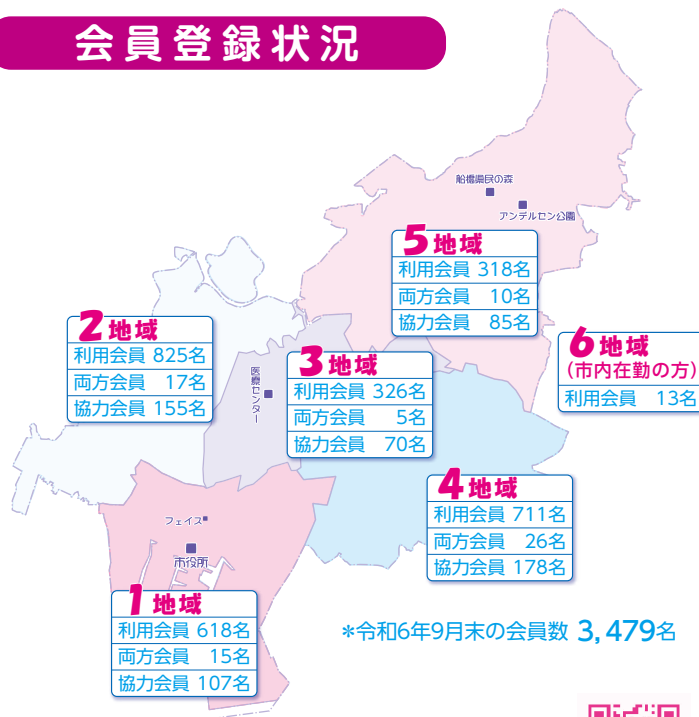 会員登録状況
船橋県民の森
アンデルセン公園
5地域
利用会員 318名
両方会員 10名
協力会員 85名
2地域
利用会員 825名
両方会員 17名
協力会員 155名
医療センター
3地域
利用会員 326名
両方会員 5名
協力会員 70名
6地域
(市内在勤の方)
利用会員 13名
4地域
利用会員 711名
両方会員 26名
協力会員 178名
フェイス
市役所
1地域
利用会員 618名
両方会員 15名
協力会員 107名
*令和6年9月末の会員数 3,479名